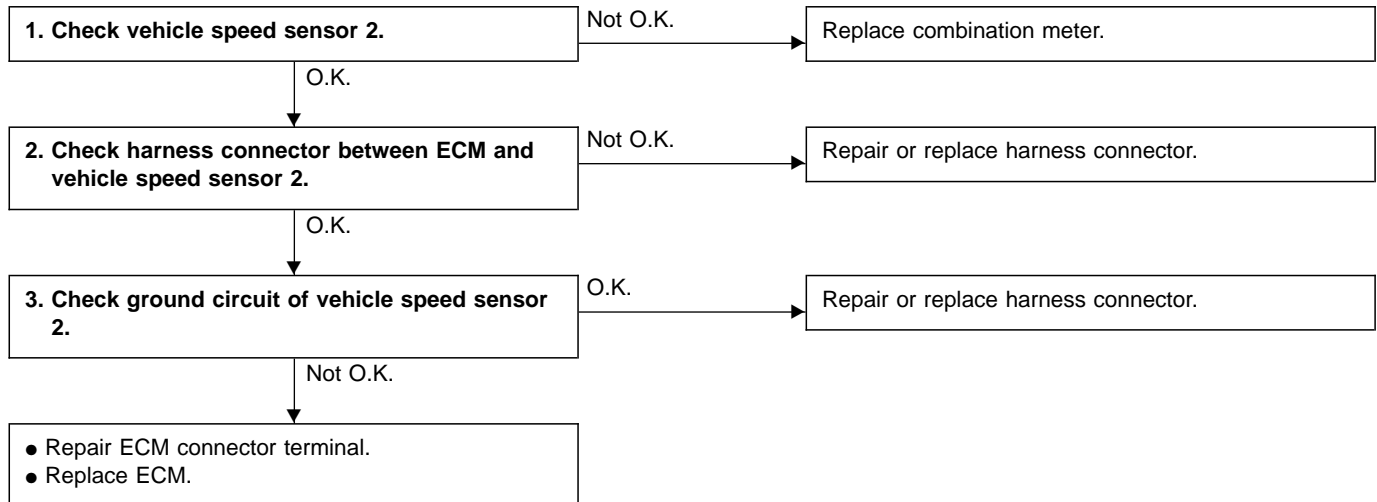 1. Check vehicle speed sensor 2.
Not O.K.
Replace combination meter.
O.K.
2. Check harness connector between ECM and
vehicle speed sensor 2.
Not O.K.
Repair or replace harness connector.
O.K.
3. Check ground circuit of vehicle speed sensor
2.
O.K.
Repair or replace harness connector.
Not O.K.
● Repair ECM connector terminal.
● Replace ECM.